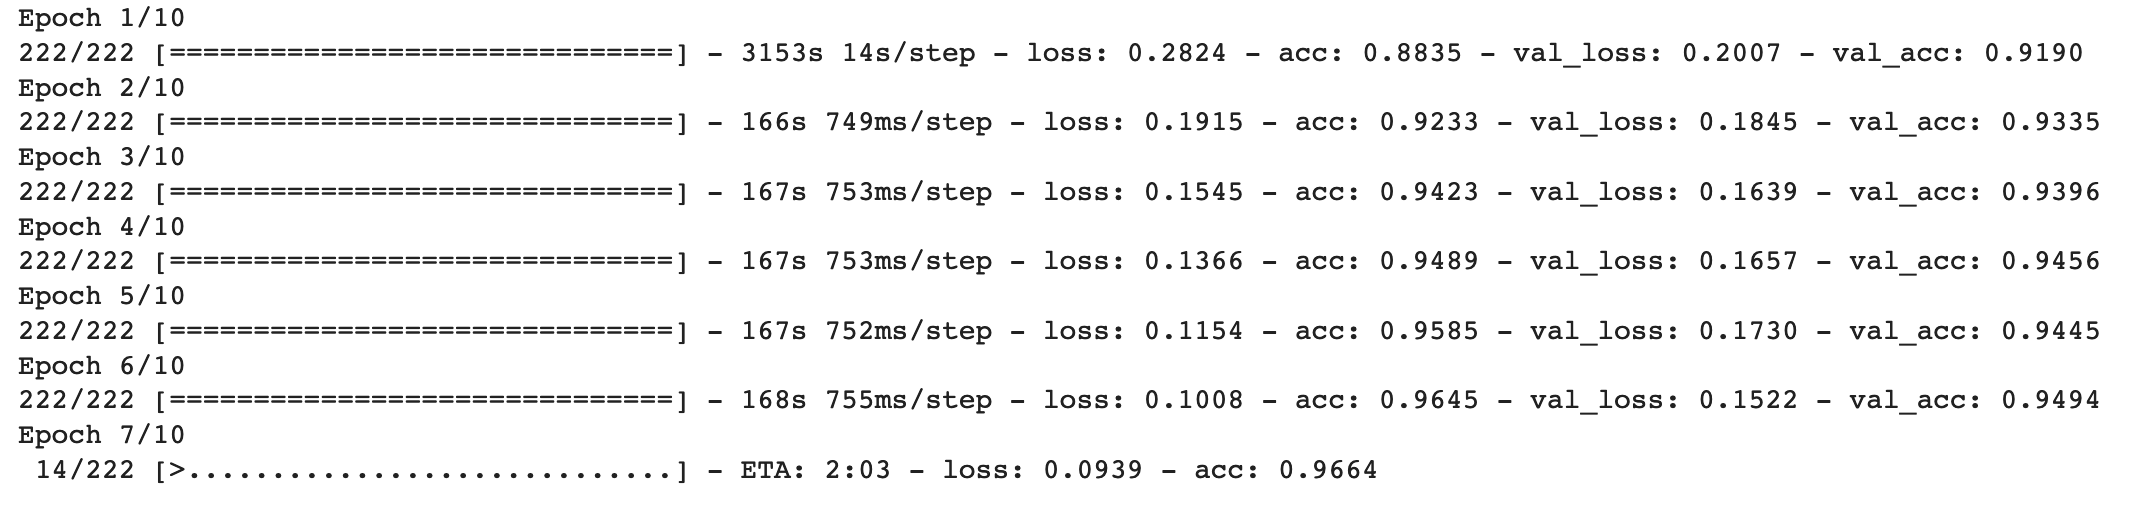 Epoch 1/10
222/222 [==============================] - 3153s 14s/step - loss: 0.2824 - acc: 0.8835 - val_loss: 0.2007 - val_acc: 0.9190
Epoch 2/10
222/222 [==============================] - 166s 749ms/step - loss: 0.1915 - acc: 0.9233 - val_loss: 0.1845 - val_acc: 0.9335
Epoch 3/10
222/222 [==============================] - 167s 753ms/step - loss: 0.1545 - acc: 0.9423 - val_loss: 0.1639 - val_acc: 0.9396
Epoch 4/10
222/222 [==============================] - 167s 753ms/step - loss: 0.1366 - acc: 0.9489 - val_loss: 0.1657 - val_acc: 0.9456
Epoch 5/10
222/222 [==============================] - 167s 752ms/step - loss: 0.1154 - acc: 0.9585 - val_loss: 0.1730 - val_acc: 0.9445
Epoch 6/10
222/222 [==============================] - 168s 755ms/step - loss: 0.1008 - acc: 0.9645 - val_loss: 0.1522 - val_acc: 0.9494
Epoch 7/10
 14/222 [>.............................] - ETA: 2:03 - loss: 0.0939 - acc: 0.9664